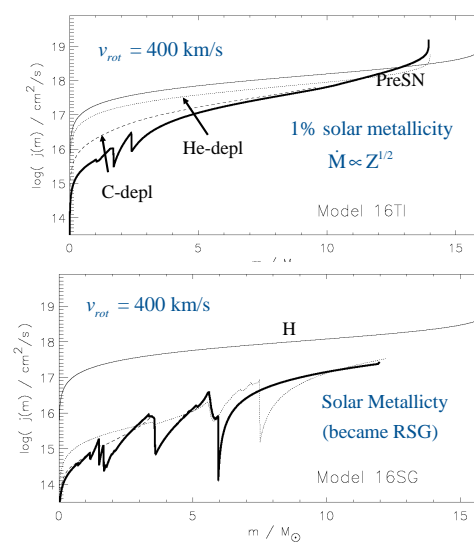 19
18
17
16
15
14
log( j(m) / cm²/s)
v_rot = 400 km/s
PreSN
1% solar metallicity
Ṁ ∝ Z^{1/2}
He-depl
C-depl
Model 16TI
0 5 10 15
19
18
17
16
15
14
log( j(m) / cm²/s)
v_rot = 400 km/s
H
Solar Metallicty
(became RSG)
Model 16SG
0 5 10 15
m / M☉